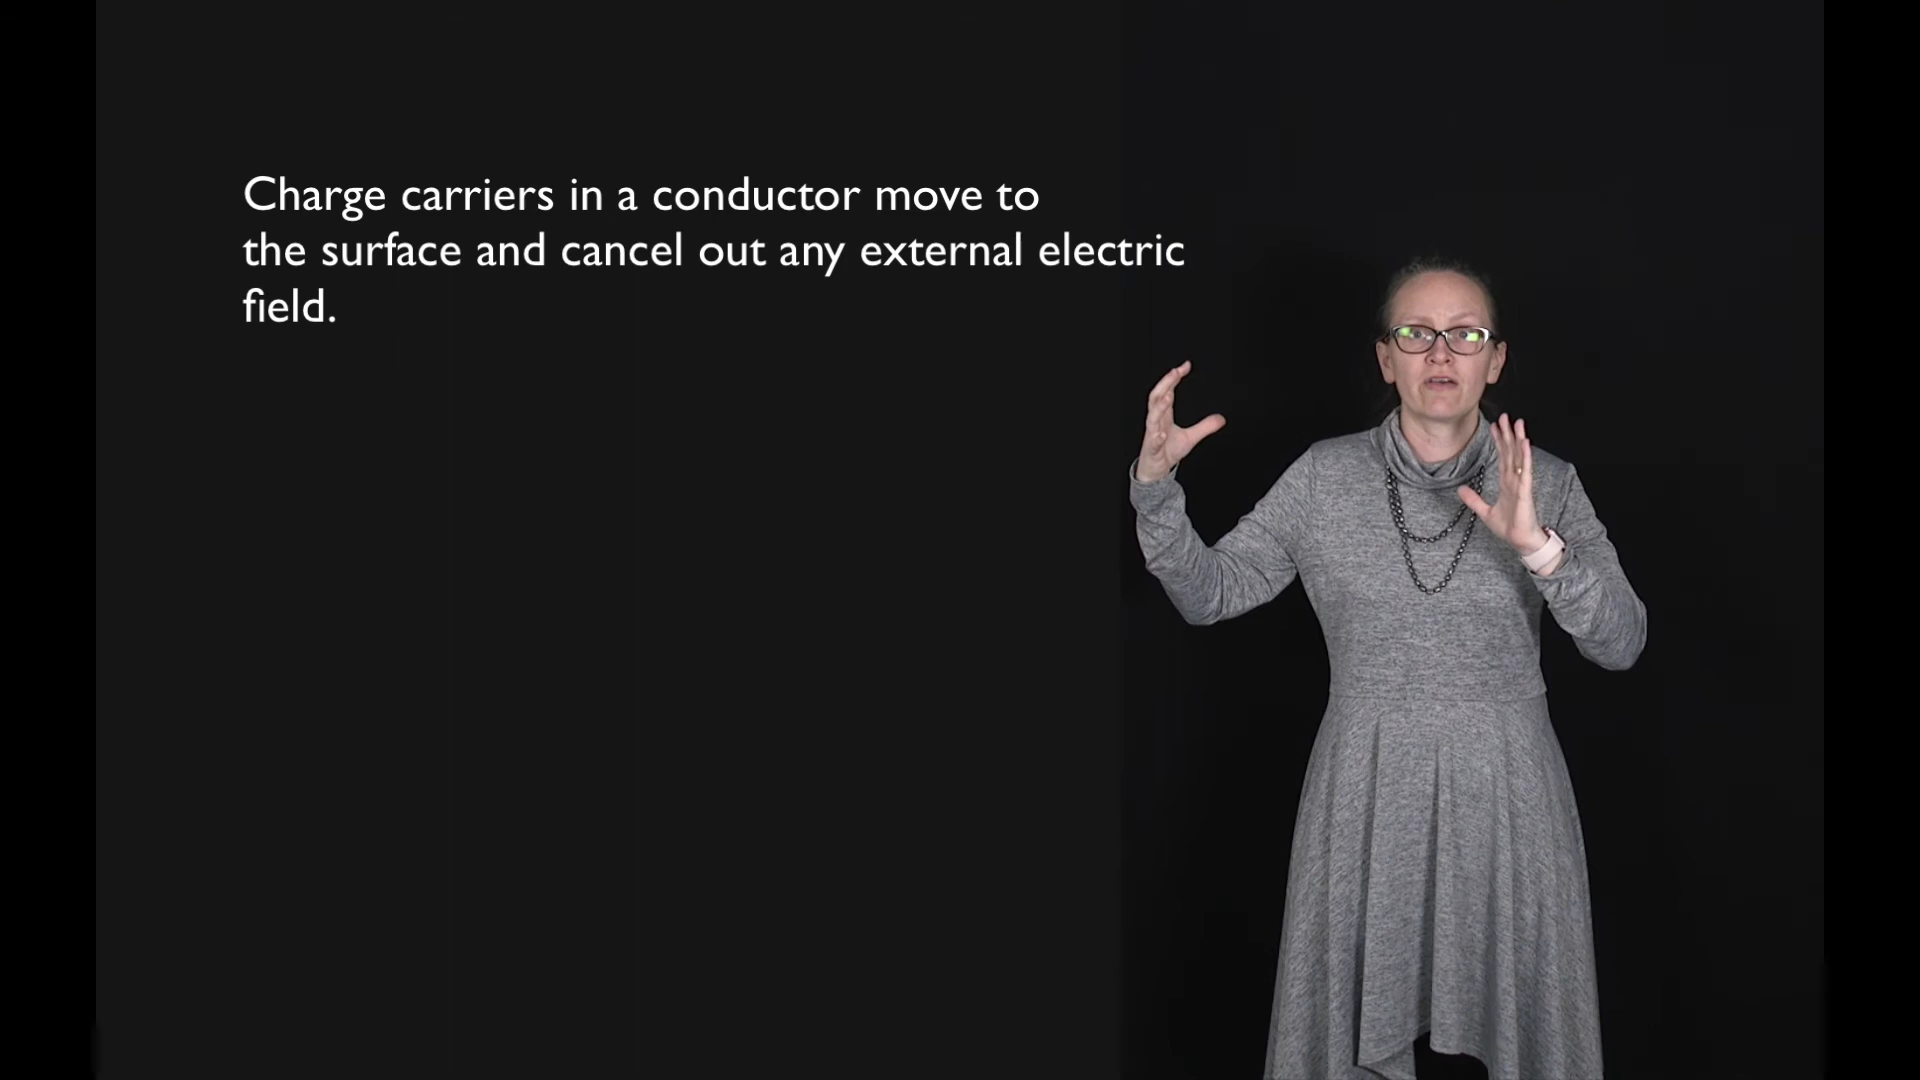 Charge carriers in a conductor move to
the surface and cancel out any external electric
field.